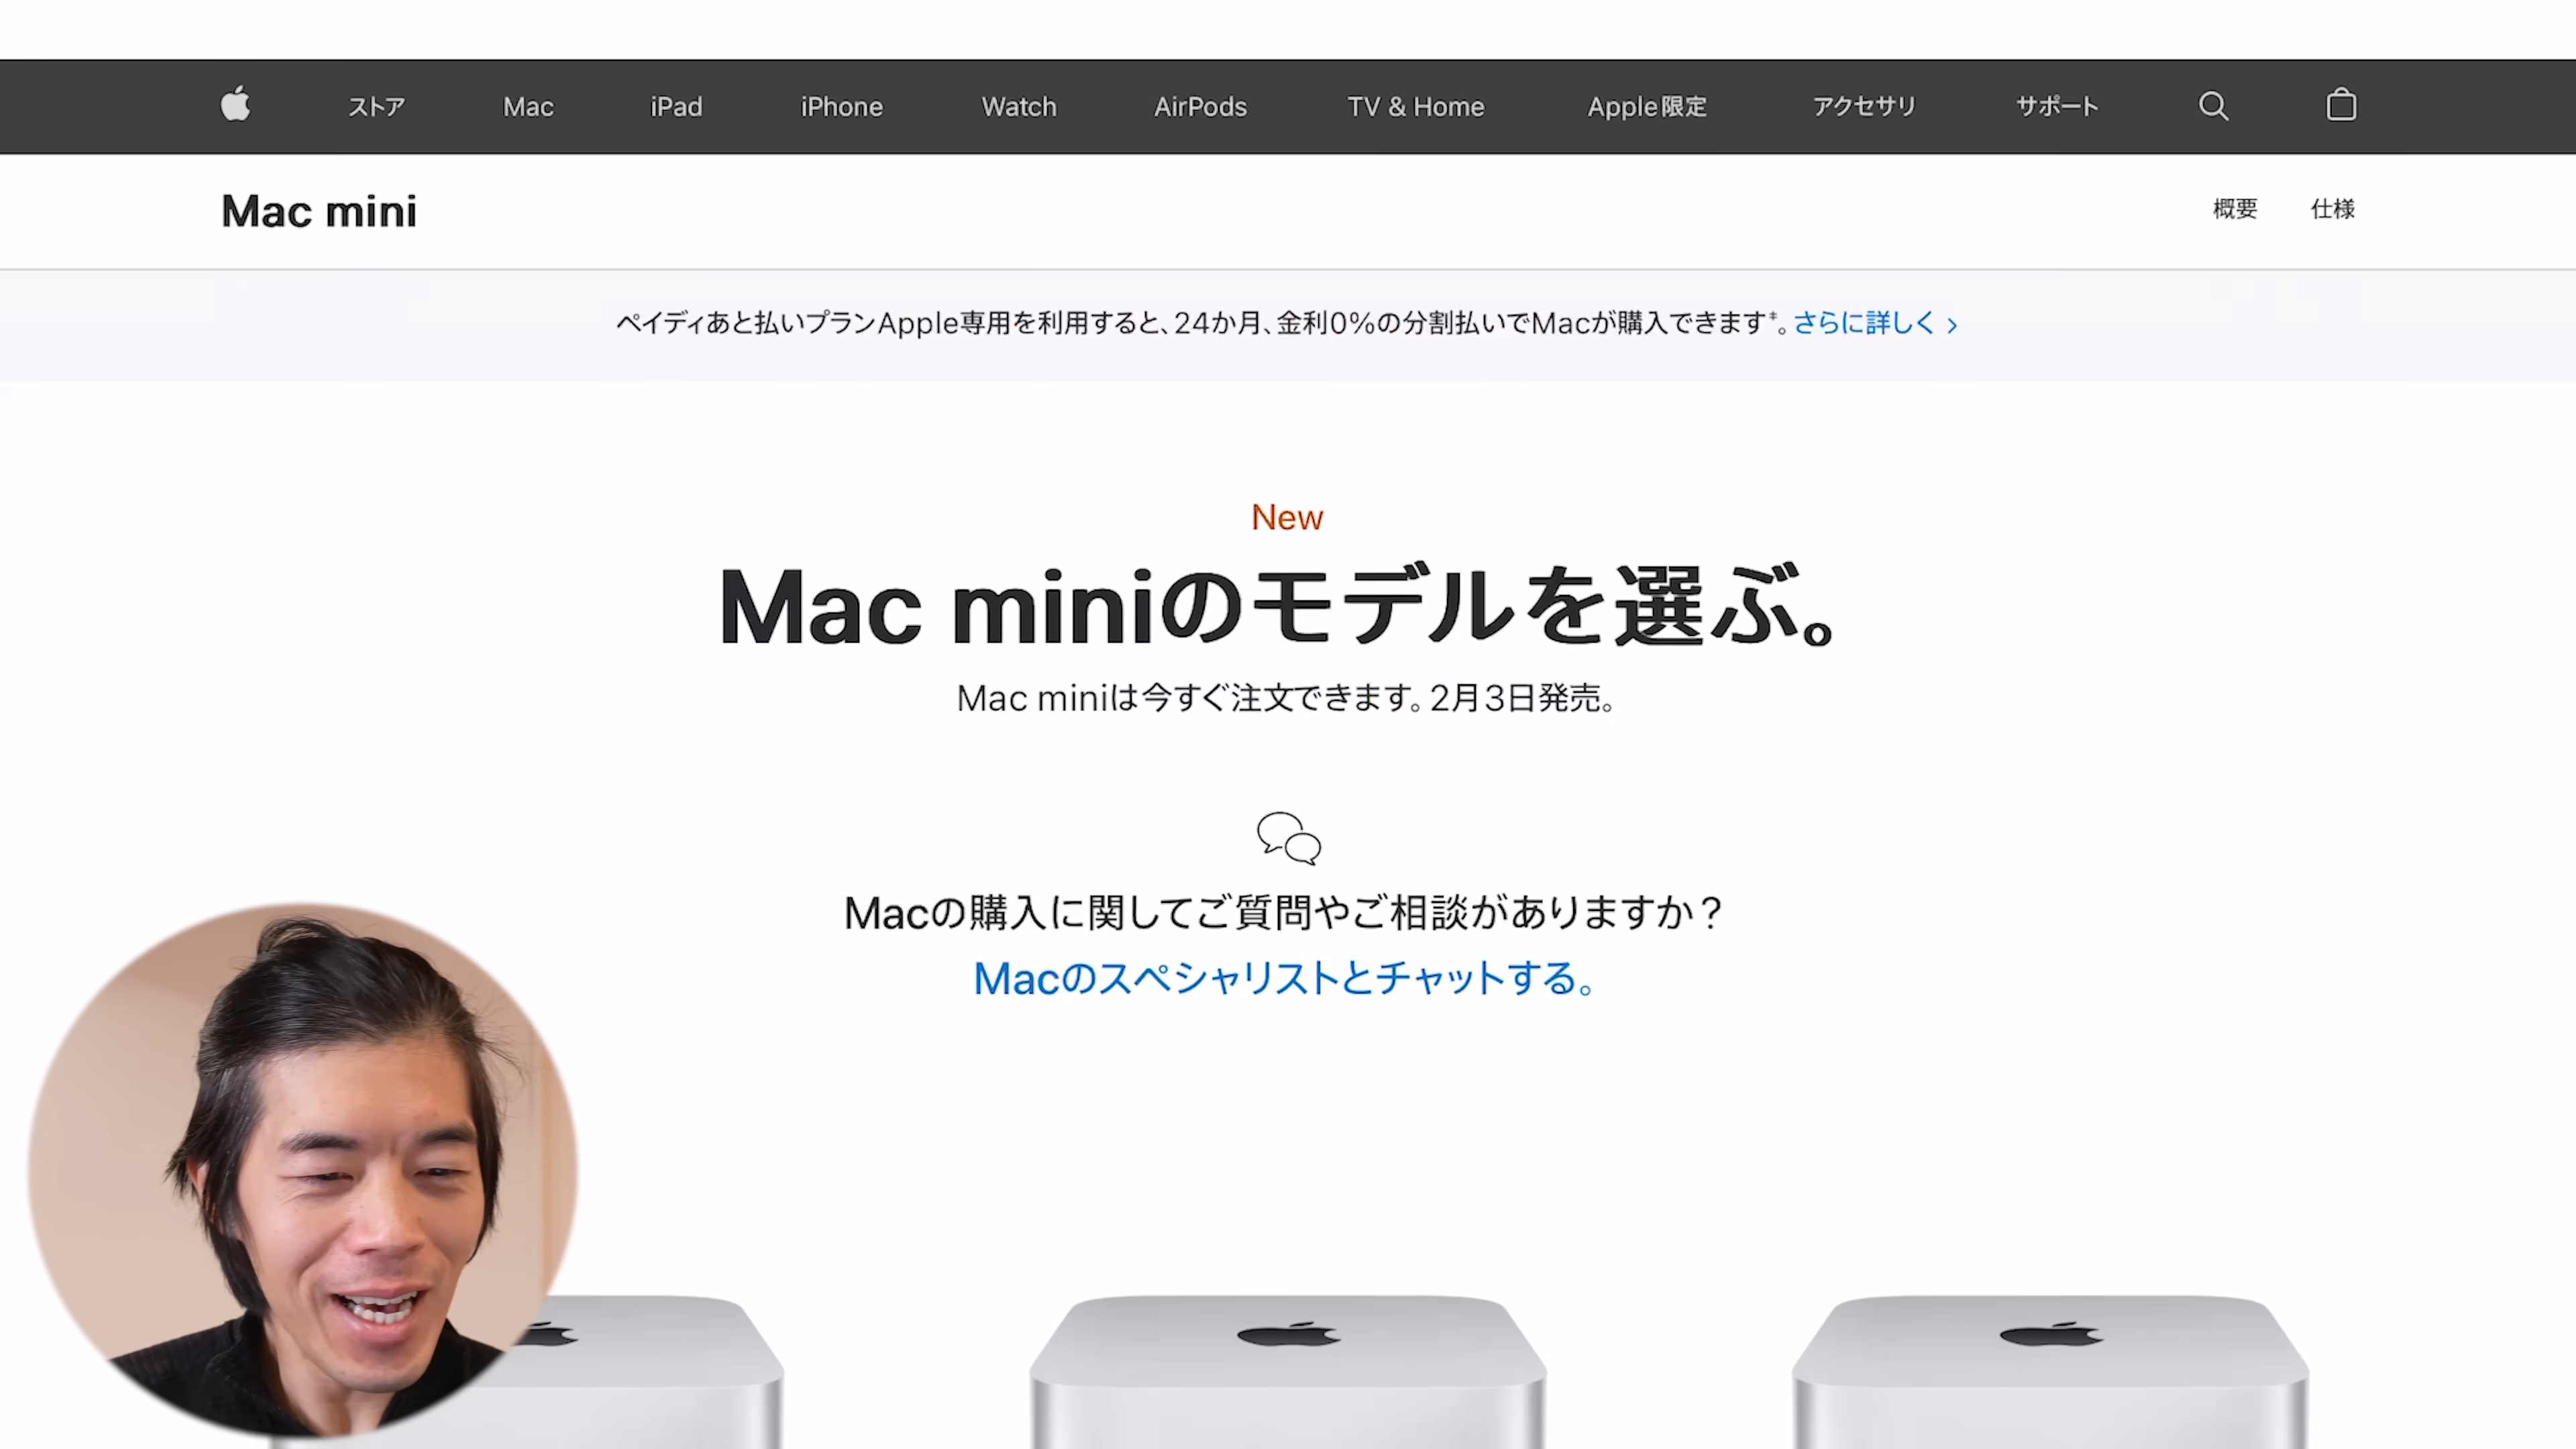 ストア Mac iPad iPhone Watch AirPods TV & Home Apple限定 アクセサリ サポート
Mac mini 概要 仕様
ペイディあと払いプランApple専用を利用すると、24か月、金利0%の分割払いでMacが購入できます‡。さらに詳しく >
New
Mac miniのモデルを選ぶ。
Mac miniは今すぐ注文できます。2月3日発売。
Macの購入に関してご質問やご相談がありますか？
Macのスペシャリストとチャットする。